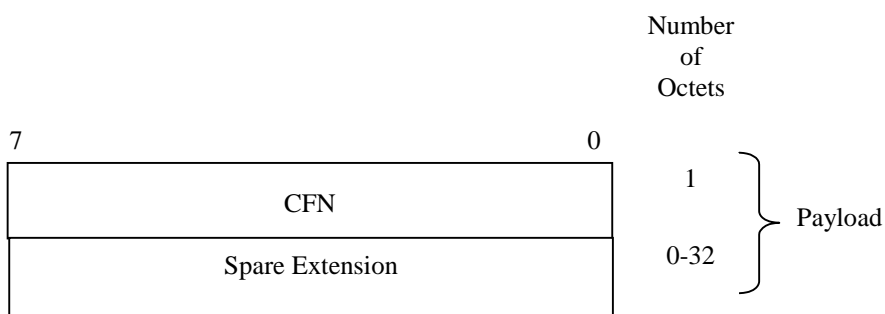 Number
of
Octets
7 0
CFN 1
Payload
Spare Extension 0-32